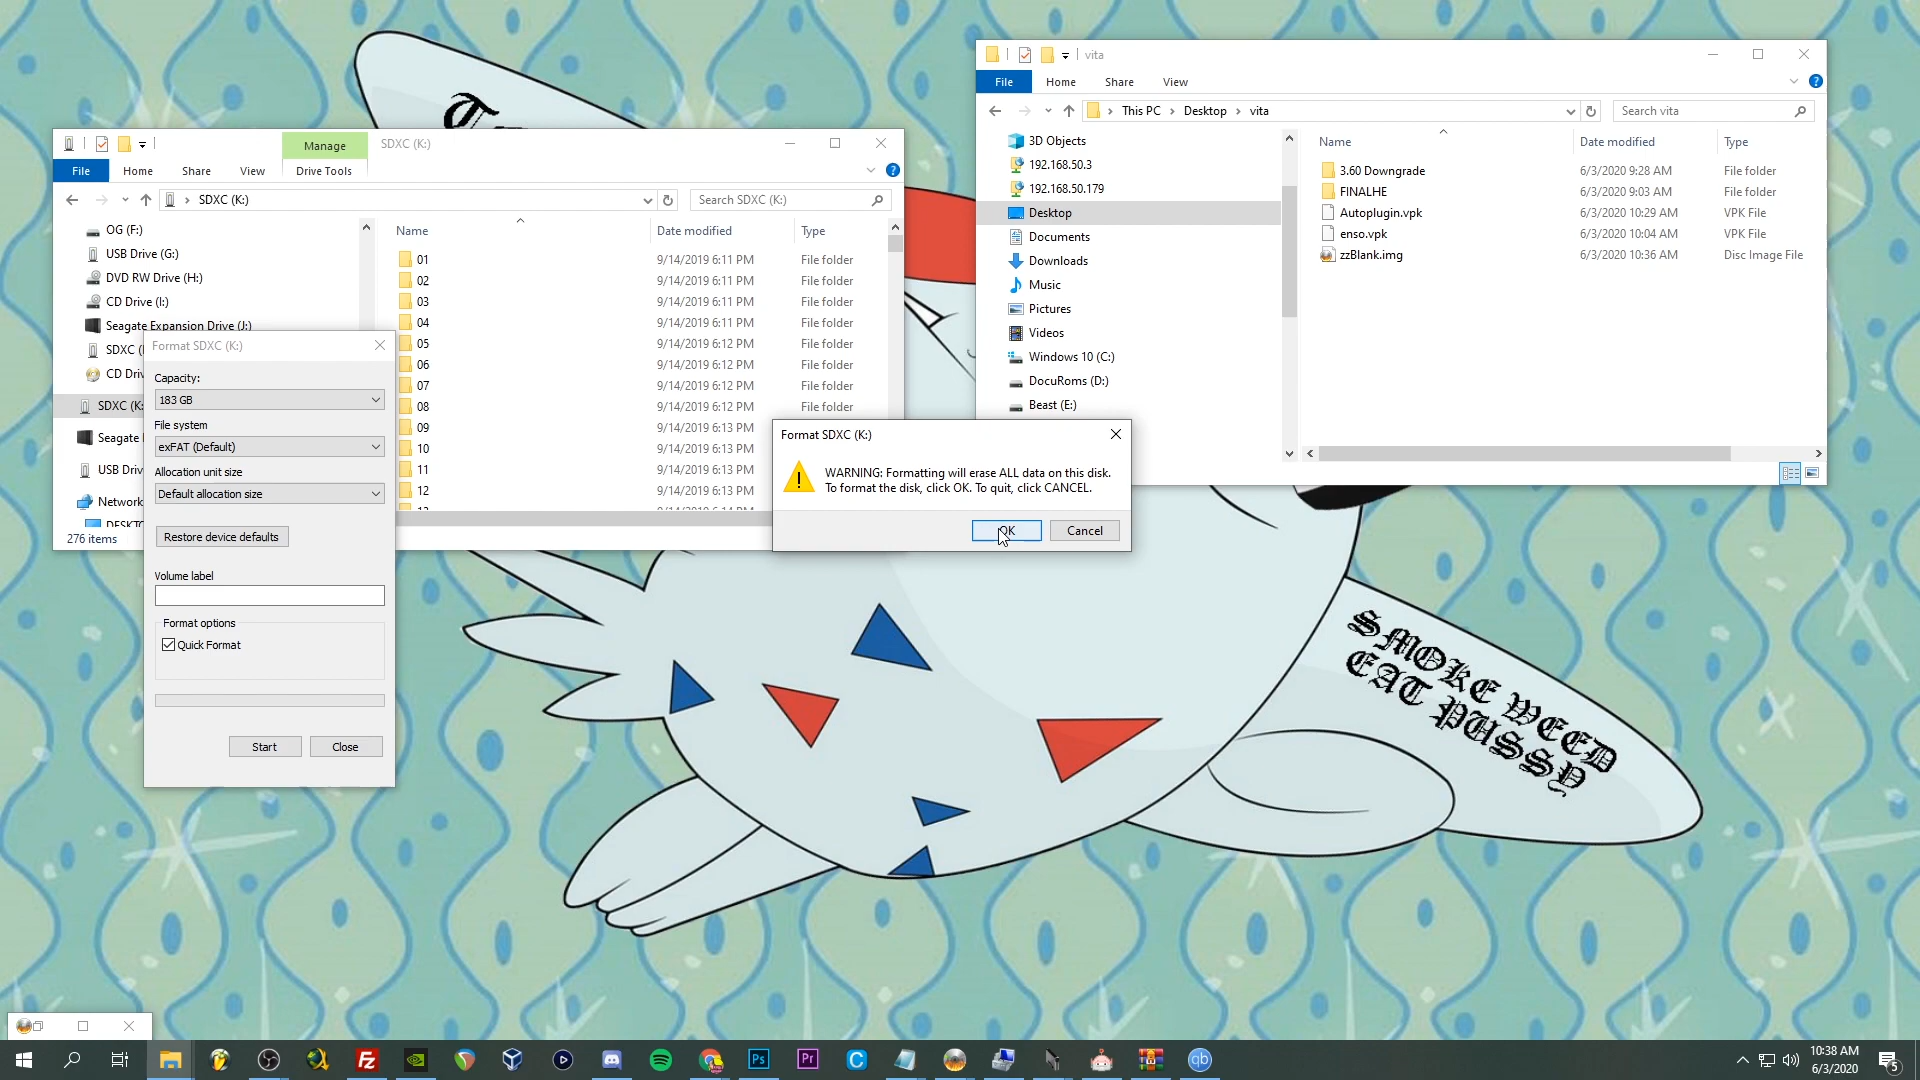 Manage
SDXC (K:)
File
Home
Share
View
Drive Tools
SDXC (K:)
Search SDXC (K:)
OG (F:)
USB Drive (G:)
DVD RW Drive (H:)
CD Drive (I:)
Seagate Expansion Drive (J:)
SDXC (
CD Driv
SDXC (K:
Seagate
USB Driv
Network
DESKTO
276 items
Name
Date modified
Type
01 9/14/2019 6:11 PM File folder
02 9/14/2019 6:11 PM File folder
03 9/14/2019 6:11 PM File folder
04 9/14/2019 6:11 PM File folder
05 9/14/2019 6:12 PM File folder
06 9/14/2019 6:12 PM File folder
07 9/14/2019 6:12 PM File folder
08 9/14/2019 6:12 PM File folder
09 9/14/2019 6:13 PM
10 9/14/2019 6:13 PM
11 9/14/2019 6:13 PM
12 9/14/2019 6:13 PM
Format SDXC (K:)
Capacity:
183 GB
File system
exFAT (Default)
Allocation unit size
Default allocation size
Restore device defaults
Volume label
Format options
Quick Format
Start
Close
Format SDXC (K:)
WARNING: Formatting will erase ALL data on this disk.
To format the disk, click OK. To quit, click CANCEL.
OK
Cancel
vita
File
Home
Share
View
This PC
Desktop
vita
Search vita
3D Objects
192.168.50.3
192.168.50.179
Desktop
Documents
Downloads
Music
Pictures
Videos
Windows 10 (C:)
DocuRoms (D:)
Beast (E:)
Name
Date modified
Type
3.60 Downgrade 6/3/2020 9:28 AM File folder
FINALHE 6/3/2020 9:03 AM File folder
Autoplugin.vpk 6/3/2020 10:29 AM VPK File
enso.vpk 6/3/2020 10:04 AM VPK File
zzBlank.img 6/3/2020 10:36 AM Disc Image File
SMOKE WEED
EAT PUSSY
Fz
Ps
Pr
C
qb
10:38 AM
6/3/2020
5